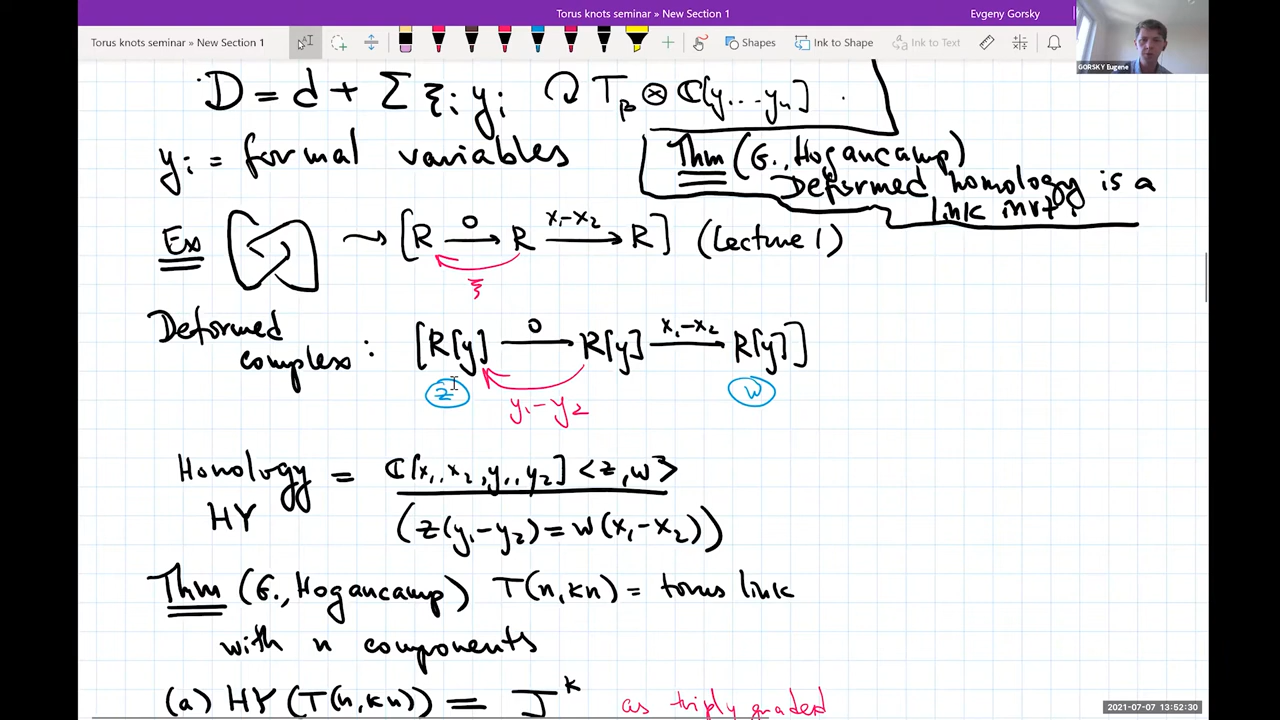 Torus knots seminar » New Section 1
Evgeny Gorsky
Torus knots seminar » New Section 1
Shapes
Ink to Shape
Ink to Text
GORSKY Eugene
D = d + Σ ξᵢ yᵢ ↻ T_β ⊗ ℂ[y₁...yₙ]
yᵢ = formal variables
Thm (G., Hogancamp)
Deformed homology is a
link invt.
Ex ⤳ [R –0→ R –x₁-x₂→ R] (Lecture 1)
ξ
Deformed
complex : [R[y] –0→ R[y] –x₁-x₂→ R[y]]
z y₁-y₂ w
Homology = ℂ[x₁,x₂,y₁,y₂]<z,w>
HY (z(y₁-y₂) = w(x₁-x₂))
Thm (G., Hogancamp) T(n,kn) = torus link
with n components
(a) HY(T(n,kn)) = J^k as triply graded
2021-07-07 13:52:30